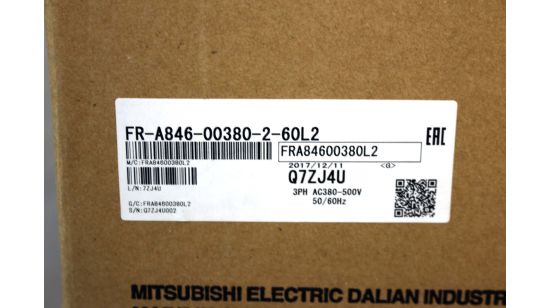 FR-A846-00380-2-60L2
EAC
FRA84600380L2
M/C:FRA84600380L2
2017/12/11 <G>
Q7ZJ4U
L/N:7ZJ4U
3PH AC380-500V
50/60Hz
G/C:FRA84600380L2
S/N:Q7ZJ4U002
MITSUBISHI ELECTRIC DALIAN INDUSTR